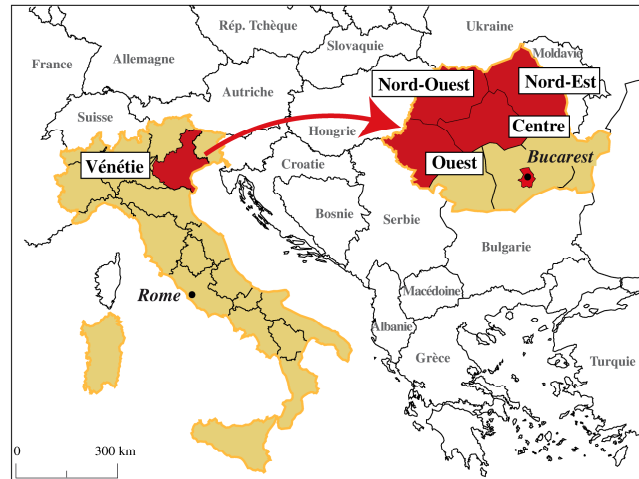 Rép. Tchèque
Ukraine
Slovaquie
Moldavie
France
Allemagne
Nord-Ouest
Nord-Est
Autriche
Suisse
Hongrie
Centre
Vénétie
Ouest
Bucarest
Croatie
Bosnie
Serbie
Bulgarie
Rome
Macédoine
Albanie
Grèce
Turquie
0 300 km